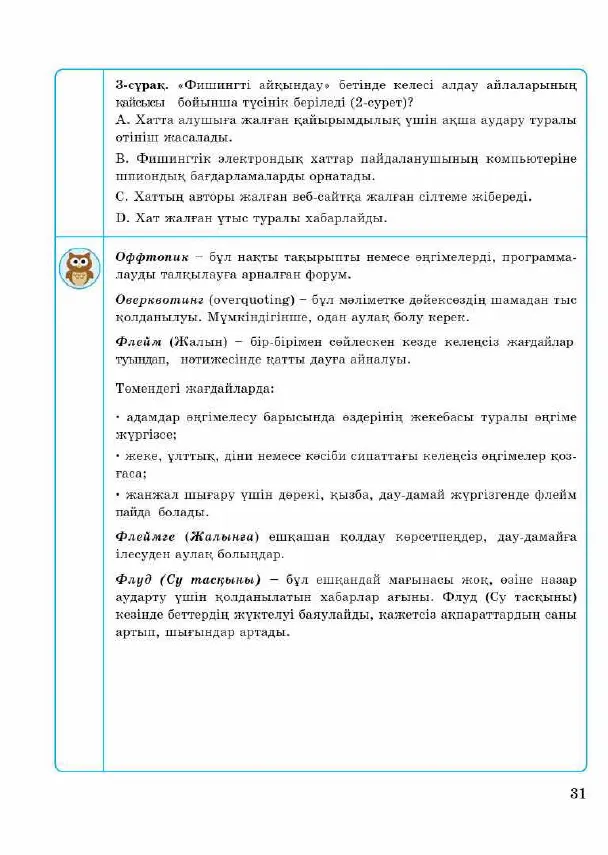 3-сұрақ. «Фишингті айқындау» бетінде келесі алдау айлаларының
қайсысы бойынша түсінік беріледі (2-сурет)?
A. Хатта алушыға жалған қайырымдылық үшін ақша аудару туралы
өтініш жасалады.
B. Фишингтік электрондық хаттар пайдаланушының компьютеріне
шпиондық бағдарламаларды орнатады.
C. Хаттың авторы жалған веб-сайтқа жалған сілтеме жібереді.
D. Хат жалған ұтыс туралы хабарлайды.
Оффтопик – бұл нақты тақырыпты немесе әңгімелерді, программа-
лауды талқылауға арналған форум.
Оверквотинг (overquoting) – бұл мәліметке дәйексөздің шамадан тыс
қолданылуы. Мүмкіндігінше, одан аулақ болу керек.
Флейм (Жалын) – бір-бірімен сөйлескен кезде келеңсіз жағдайлар
туындап, нәтижесінде қатты дауға айналуы.
Төмендегі жағдайларда:
• адамдар әңгімелесу барысында өздерінің жекебасы туралы әңгіме
жүргізсе;
• жеке, ұлттық, діни немесе кәсіби сипаттағы келеңсіз әңгімелер қоз-
ғаса;
• жанжал шығару үшін дөрекі, қызба, дау-дамай жүргізгенде флейм
пайда болады.
Флеймге (Жалынға) ешқашан қолдау көрсетпеңдер, дау-дамайға
ілесуден аулақ болыңдар.
Флуд (Су тасқыны) – бұл ешқандай мағынасы жоқ, өзіне назар
аударту үшін қолданылатын хабарлар ағыны. Флуд (Су тасқыны)
кезінде беттердің жүктелуі баяулайды, қажетсіз ақпараттардың саны
артып, шығындар артады.
31